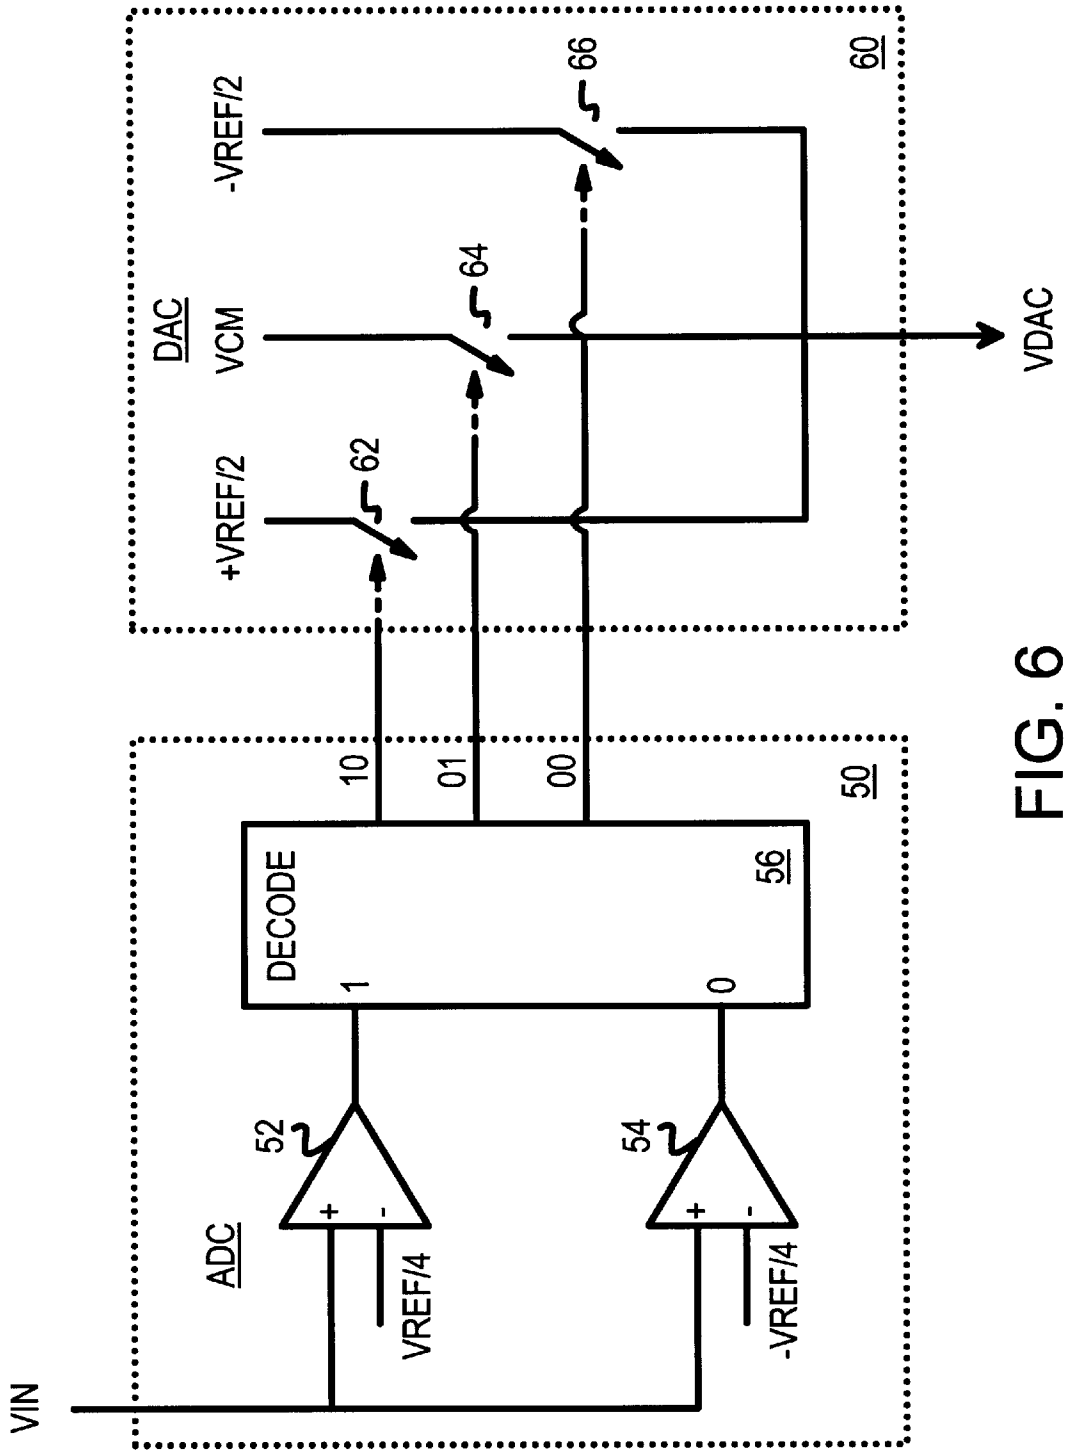 VIN
ADC
52
+
-
VREF/4
54
+
-
-VREF/4
DECODE
1
0
56
10
01
00
50
DAC
+VREF/2
VCM
-VREF/2
62
64
66
60
VDAC
FIG. 6